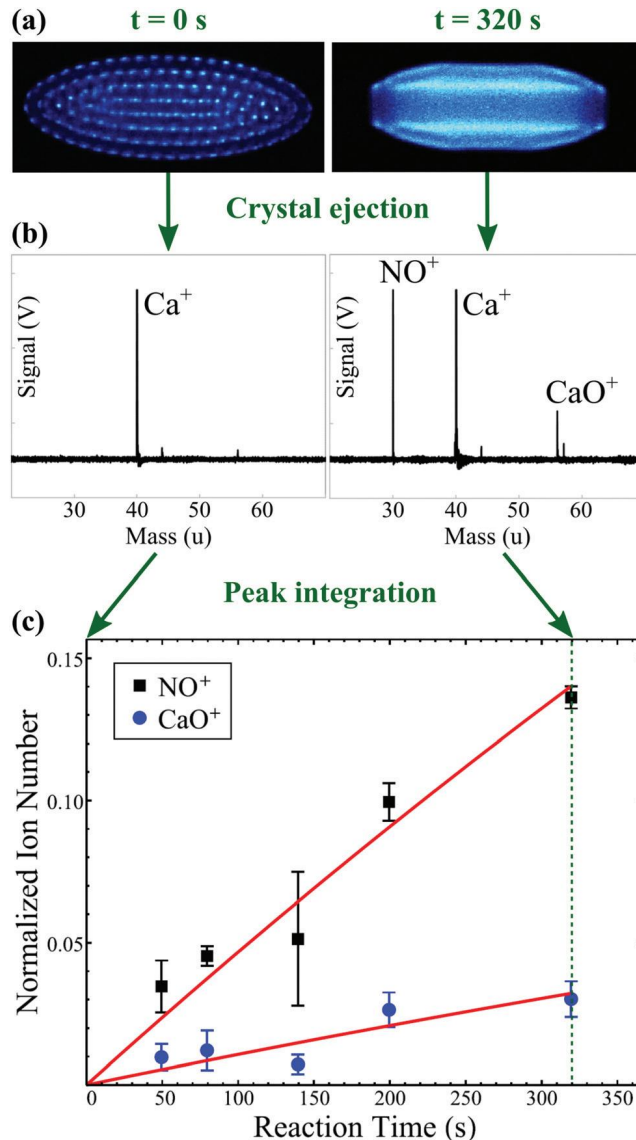 (a) t = 0 s t = 320 s
Crystal ejection
(b)
NO⁺
Ca⁺ Ca⁺
CaO⁺
Signal (V) Signal (V)
30 40 50 60 30 40 50 60
Mass (u) Mass (u)
Peak integration
(c)
0.15
NO⁺
CaO⁺
0.10
0.05
Normalized Ion Number
0 50 100 150 200 250 300 350
Reaction Time (s)